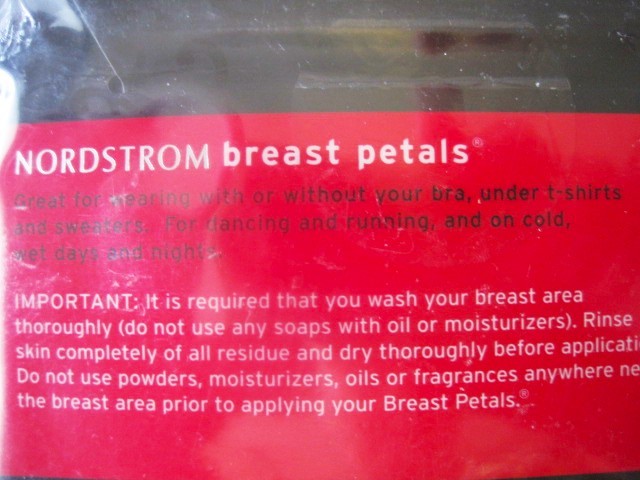 NORDSTROM breast petals®
Great for wearing with or without your bra, under t-shirts
and sweaters. For dancing and running, and on cold,
wet days and nights.
IMPORTANT: It is required that you wash your breast area
thoroughly (do not use any soaps with oil or moisturizers). Rinse
skin completely of all residue and dry thoroughly before applicati
Do not use powders, moisturizers, oils or fragrances anywhere ne
the breast area prior to applying your Breast Petals.®